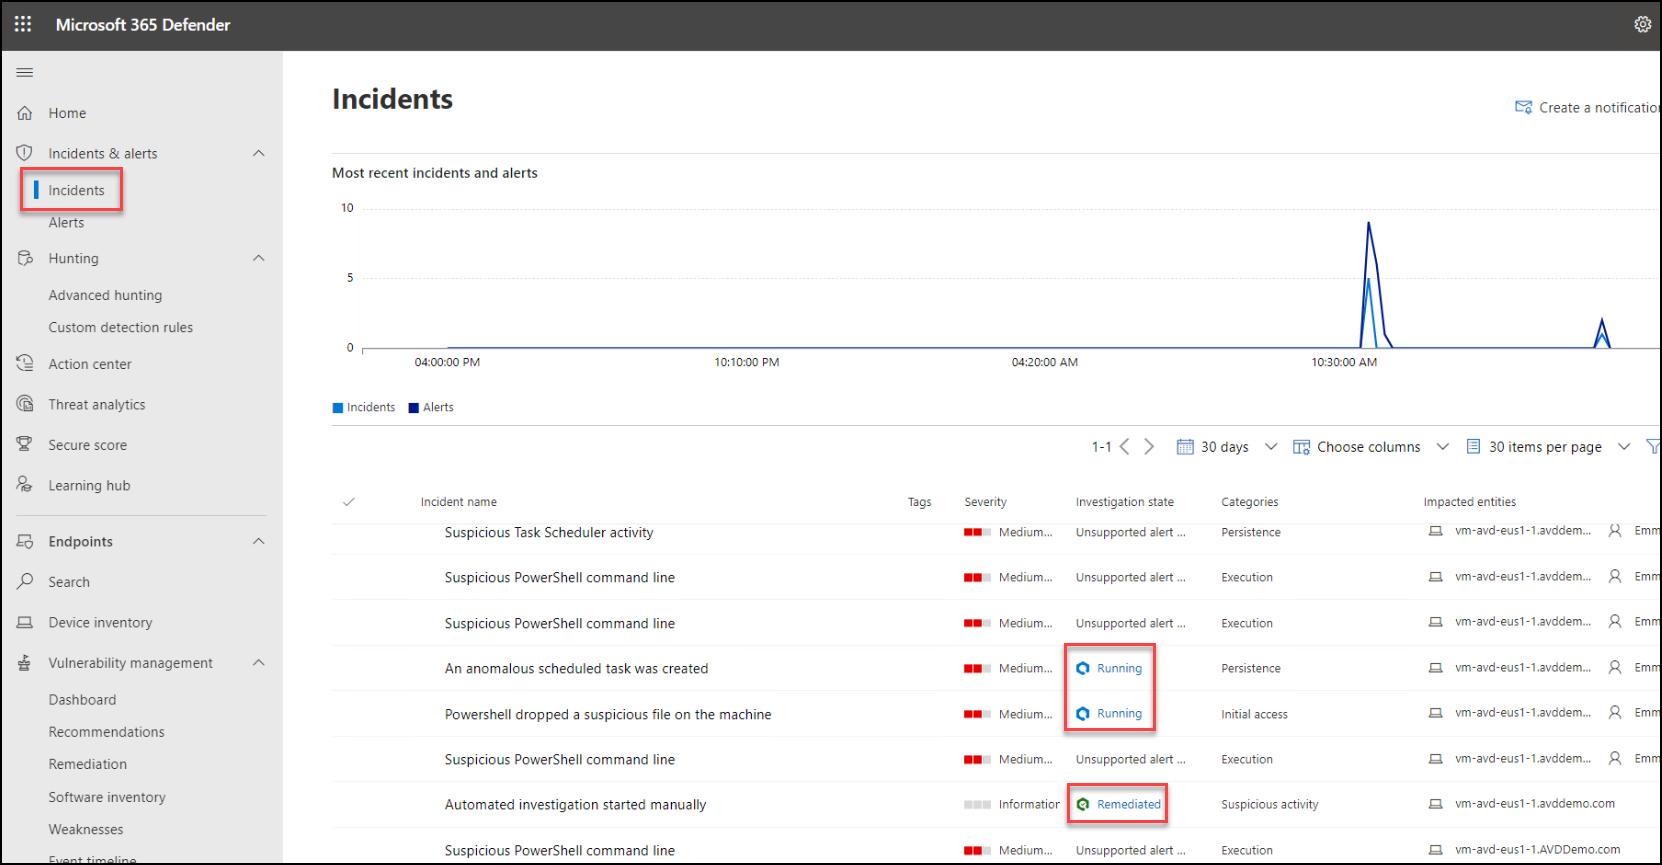 Microsoft 365 Defender
Home
Incidents & alerts
Incidents
Alerts
Hunting
Advanced hunting
Custom detection rules
Action center
Threat analytics
Secure score
Learning hub
Endpoints
Search
Device inventory
Vulnerability management
Dashboard
Recommendations
Remediation
Software inventory
Weaknesses
Event timeline
Incidents
Create a notification
Most recent incidents and alerts
10
5
0
04:00:00 PM 10:10:00 PM 04:20:00 AM 10:30:00 AM
Incidents Alerts
1-1 30 days Choose columns 30 items per page
Incident name Tags Severity Investigation state Categories Impacted entities
Suspicious Task Scheduler activity Medium... Unsupported alert ... Persistence vm-avd-eus1-1.avddem... Emm
Suspicious PowerShell command line Medium... Unsupported alert ... Execution vm-avd-eus1-1.avddem... Emm
Suspicious PowerShell command line Medium... Unsupported alert ... Execution vm-avd-eus1-1.avddem... Emm
An anomalous scheduled task was created Medium... Running Persistence vm-avd-eus1-1.avddem... Emm
Powershell dropped a suspicious file on the machine Medium... Running Initial access vm-avd-eus1-1.avddem... Emm
Suspicious PowerShell command line Medium... Unsupported alert ... Execution vm-avd-eus1-1.avddem... Emm
Automated investigation started manually Information Remediated Suspicious activity vm-avd-eus1-1.avddemo.com
Suspicious PowerShell command line Medium... Unsupported alert ... Execution vm-avd-eus1-1.AVDDemo.com